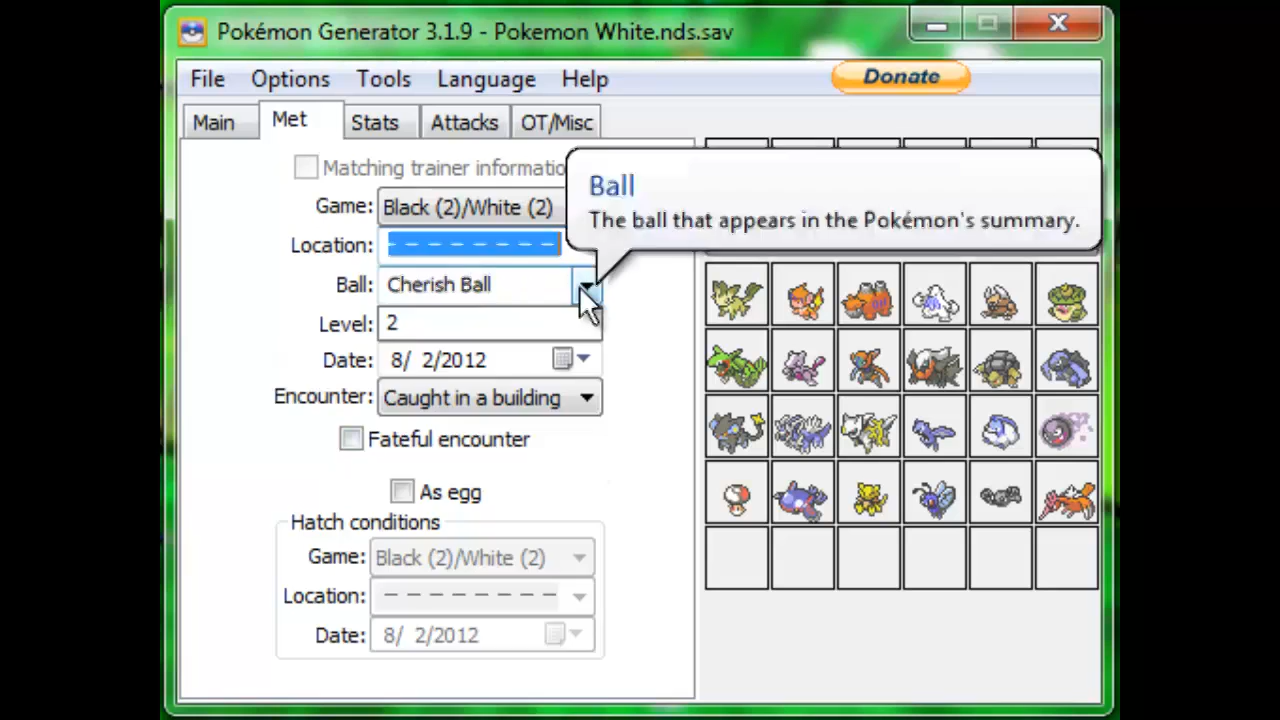 Pokémon Generator 3.1.9 - Pokemon White.nds.sav
File Options Tools Language Help Donate
Main Met Stats Attacks OT/Misc
Matching trainer informatio
Game: Black (2)/White (2)
Ball
The ball that appears in the Pokémon's summary.
Location: – – – – – – – –
Ball: Cherish Ball
Level: 2
Date: 8/ 2/2012
Encounter: Caught in a building
Fateful encounter
As egg
Hatch conditions
Game: Black (2)/White (2)
Location: – – – – – – – –
Date: 8/ 2/2012